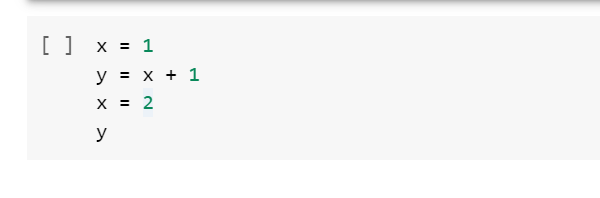 [ ] x = 1
y = x + 1
x = 2
y